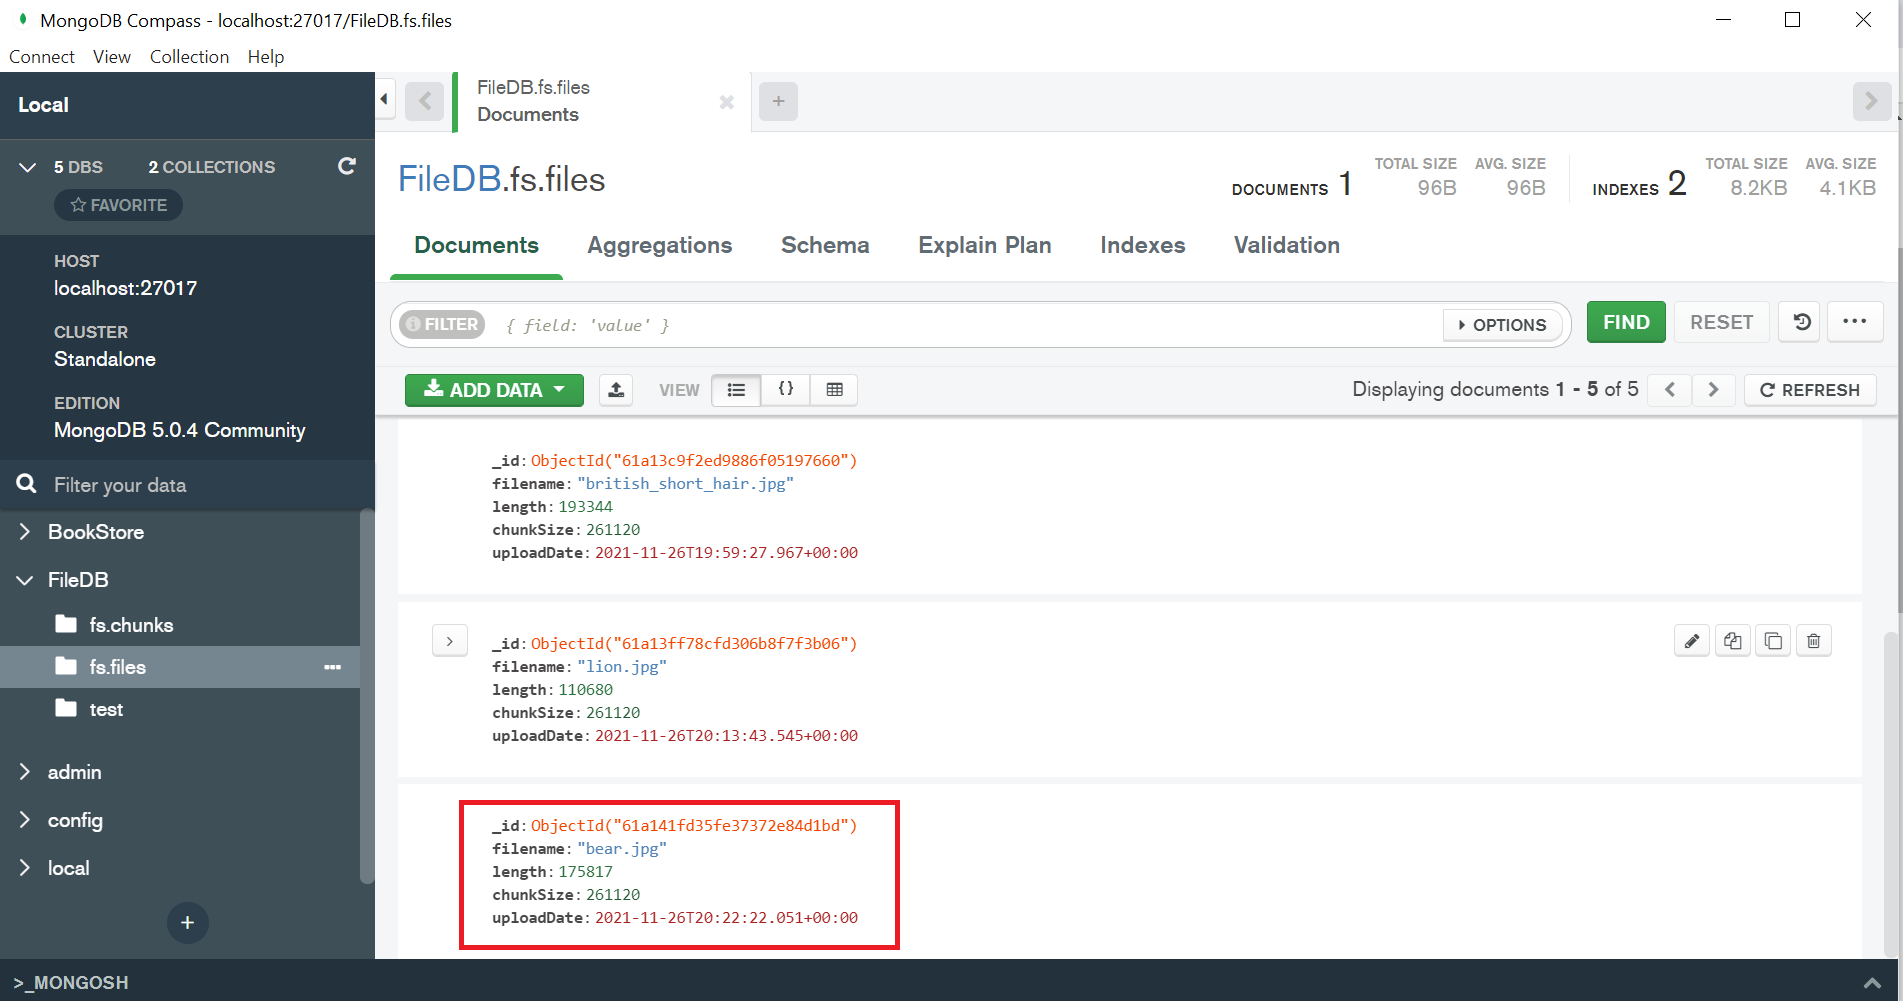 MongoDB Compass - localhost:27017/FileDB.fs.files
Connect View Collection Help
Local
5 DBS 2 COLLECTIONS
FAVORITE
HOST
localhost:27017
CLUSTER
Standalone
EDITION
MongoDB 5.0.4 Community
Filter your data
BookStore
FileDB
fs.chunks
fs.files
test
admin
config
local
+
>_MONGOSH
FileDB.fs.files
Documents
+
FileDB.fs.files
DOCUMENTS 1
TOTAL SIZE
96B
AVG. SIZE
96B
INDEXES 2
TOTAL SIZE
8.2KB
AVG. SIZE
4.1KB
Documents Aggregations Schema Explain Plan Indexes Validation
FILTER { field: 'value' } OPTIONS FIND RESET ...
ADD DATA VIEW { } Displaying documents 1 - 5 of 5 REFRESH
_id: ObjectId("61a13c9f2ed9886f05197660")
filename: "british_short_hair.jpg"
length: 193344
chunkSize: 261120
uploadDate: 2021-11-26T19:59:27.967+00:00
_id: ObjectId("61a13ff78cfd306b8f7f3b06")
filename: "lion.jpg"
length: 110680
chunkSize: 261120
uploadDate: 2021-11-26T20:13:43.545+00:00
_id: ObjectId("61a141fd35fe37372e84d1bd")
filename: "bear.jpg"
length: 175817
chunkSize: 261120
uploadDate: 2021-11-26T20:22:22.051+00:00